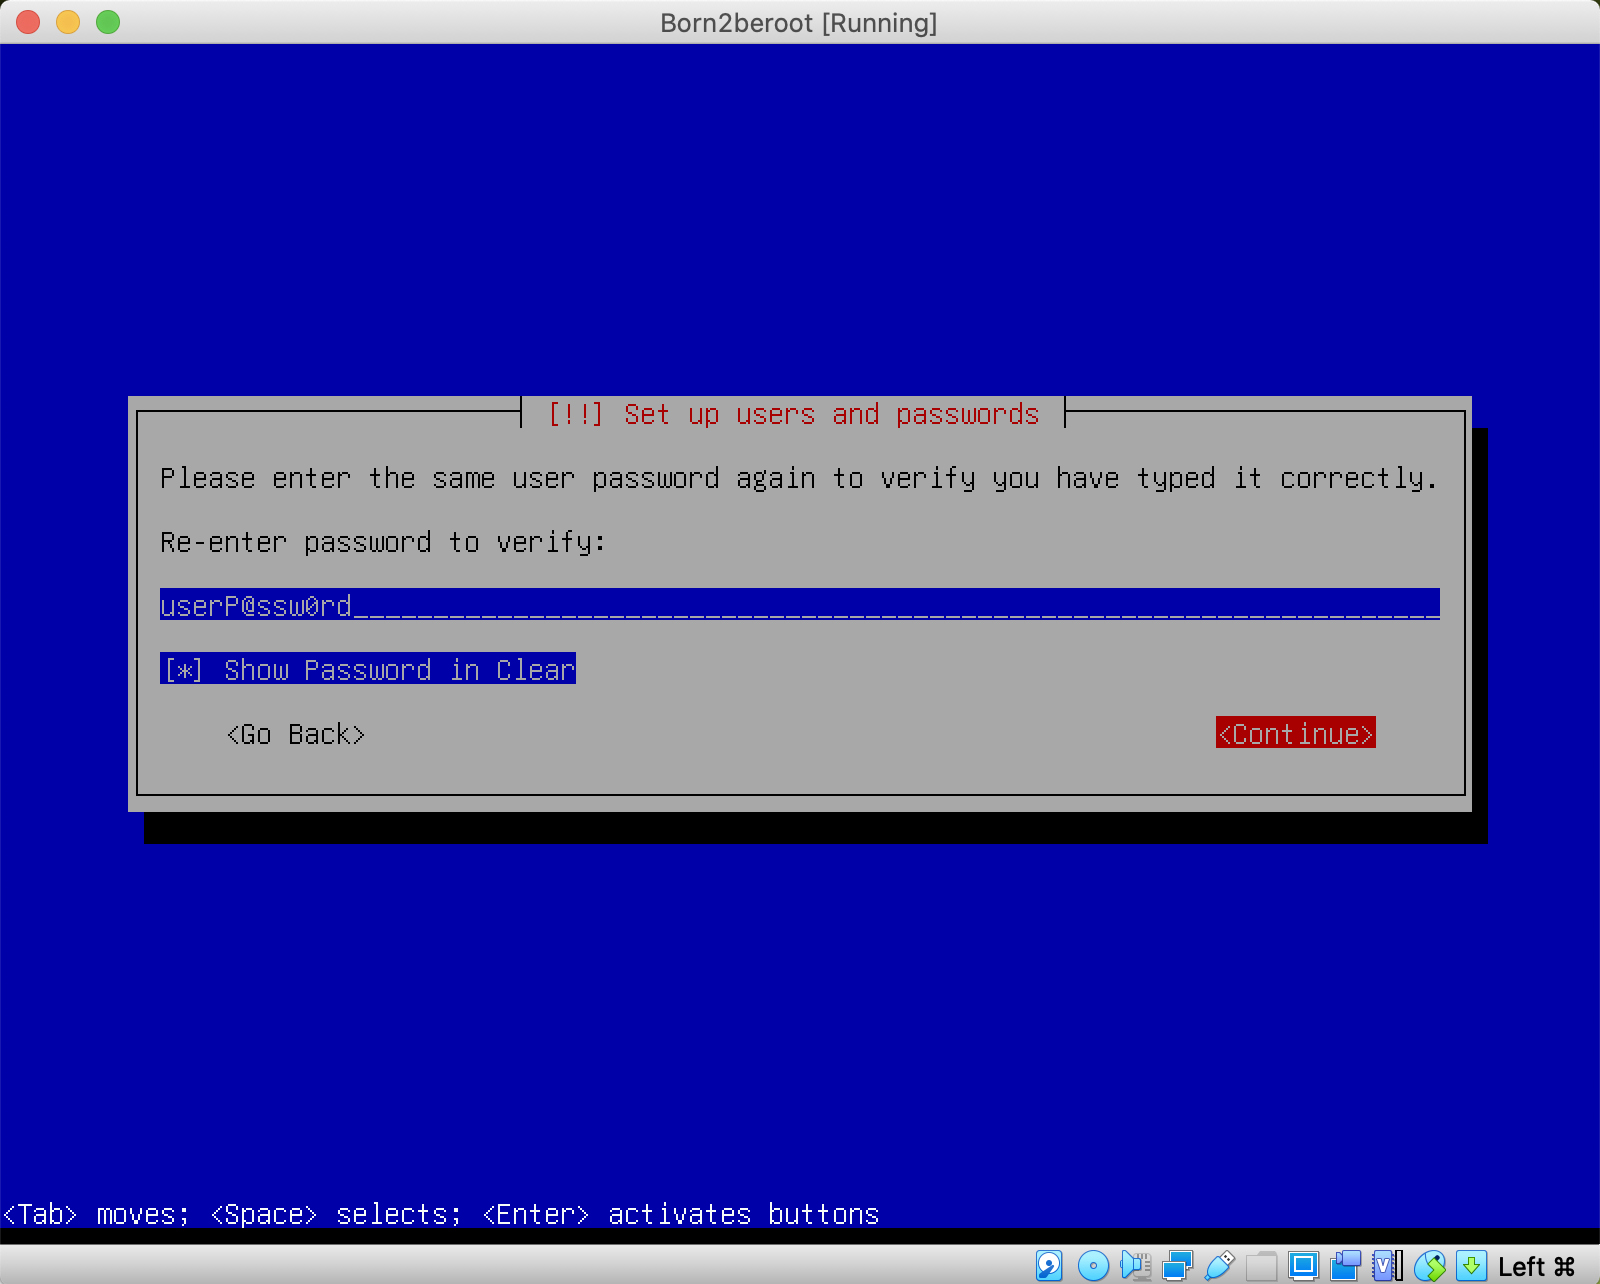 Born2beroot [Running]
[!!] Set up users and passwords
Please enter the same user password again to verify you have typed it correctly.
Re-enter password to verify:
userP@ssw0rd
[*] Show Password in Clear
<Go Back> <Continue>
<Tab> moves; <Space> selects; <Enter> activates buttons
Left ⌘